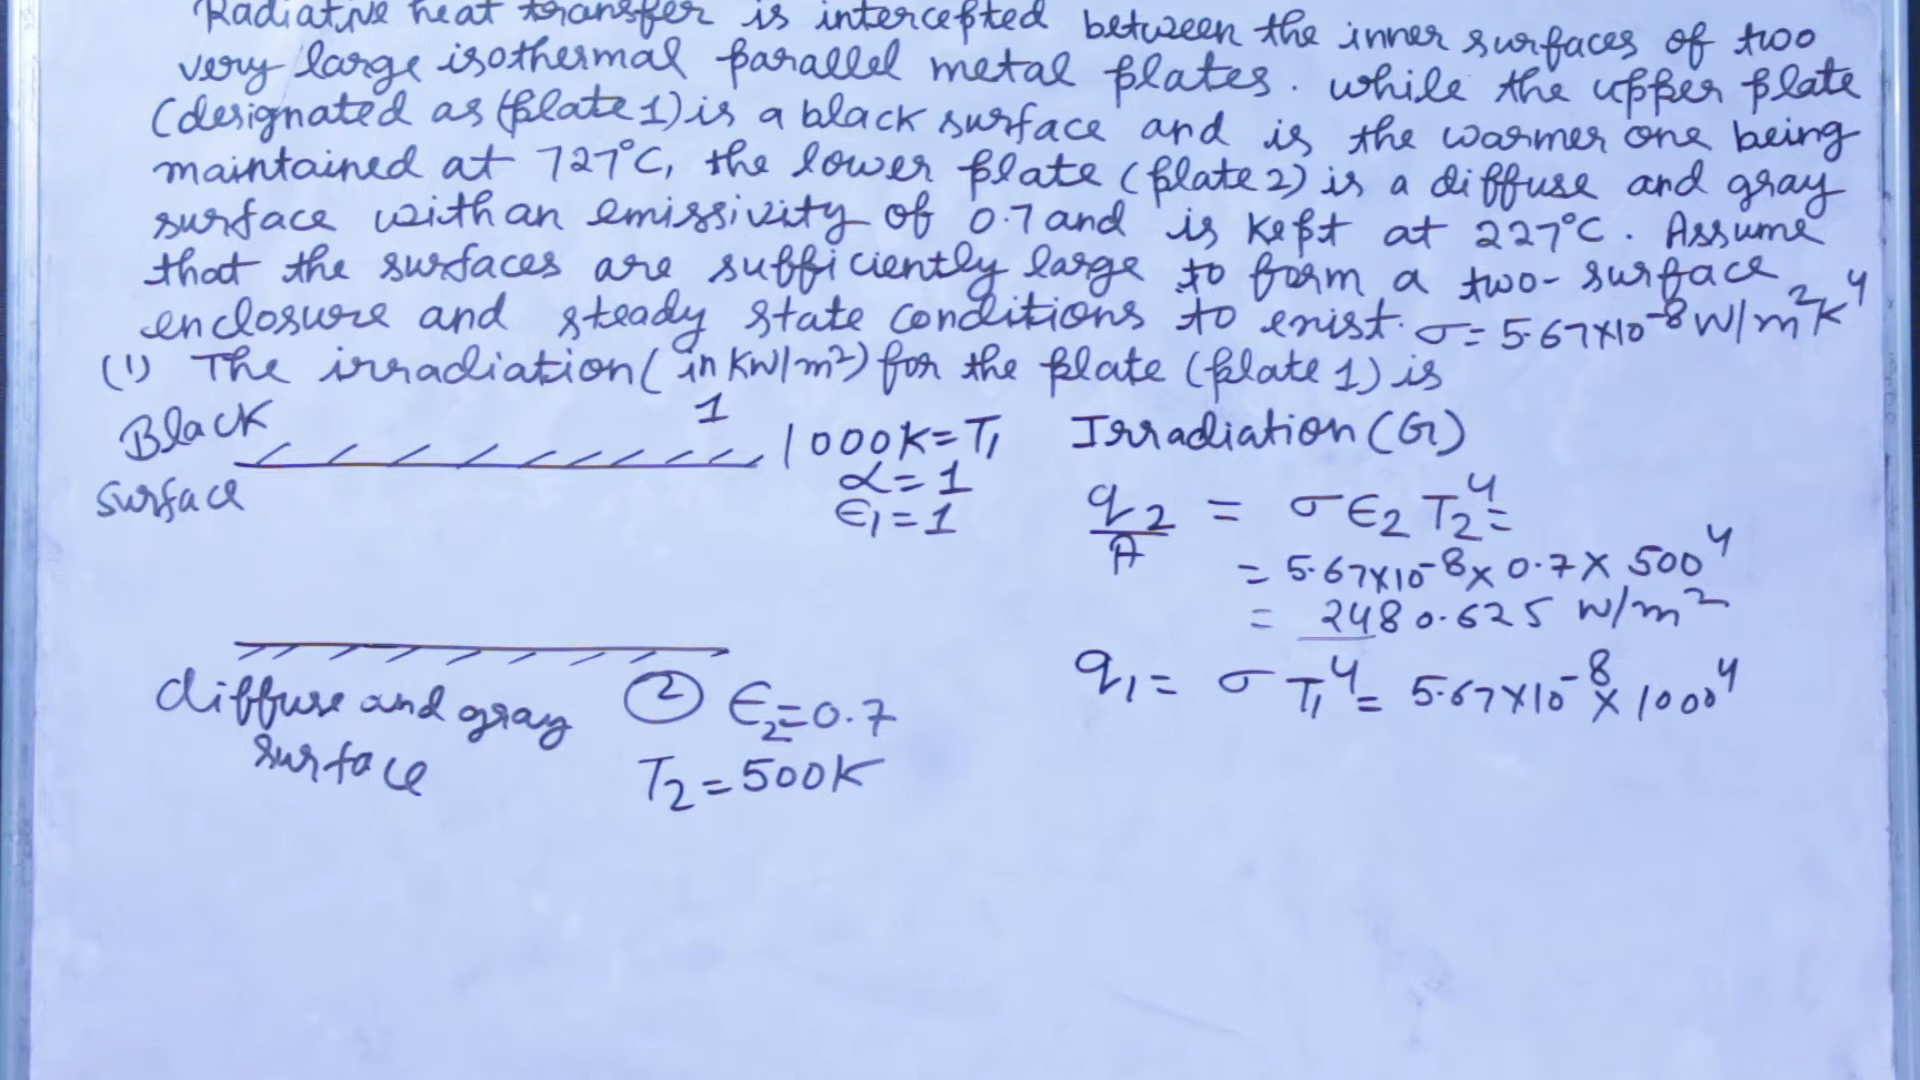 Radiative heat transfer is intercepted between the inner surfaces of two
very large isothermal parallel metal plates. while the upper plate
(designated as (plate 1) is a black surface and is the warmer one being
maintained at 727°C, the lower plate (plate 2) is a diffuse and gray
surface with an emissivity of 0.7 and is kept at 227°C. Assume
that the surfaces are sufficiently large to form a two-surface
enclosure and steady state conditions to exist. σ = 5.67×10⁻⁸ W/m²K⁴
(1) The irradiation (in KW/m²) for the plate (plate 1) is
Black
surface
1
1000K = T₁
α = 1
ϵ₁ = 1
diffuse and gray
surface
2
ϵ₂ = 0.7
T₂ = 500K
Irradiation (G)
q₂/A = σ ϵ₂ T₂⁴ =
= 5.67×10⁻⁸ × 0.7 × 500⁴
= 2480.625 W/m²
q₁ = σ T₁⁴ = 5.67×10⁻⁸ × 1000⁴